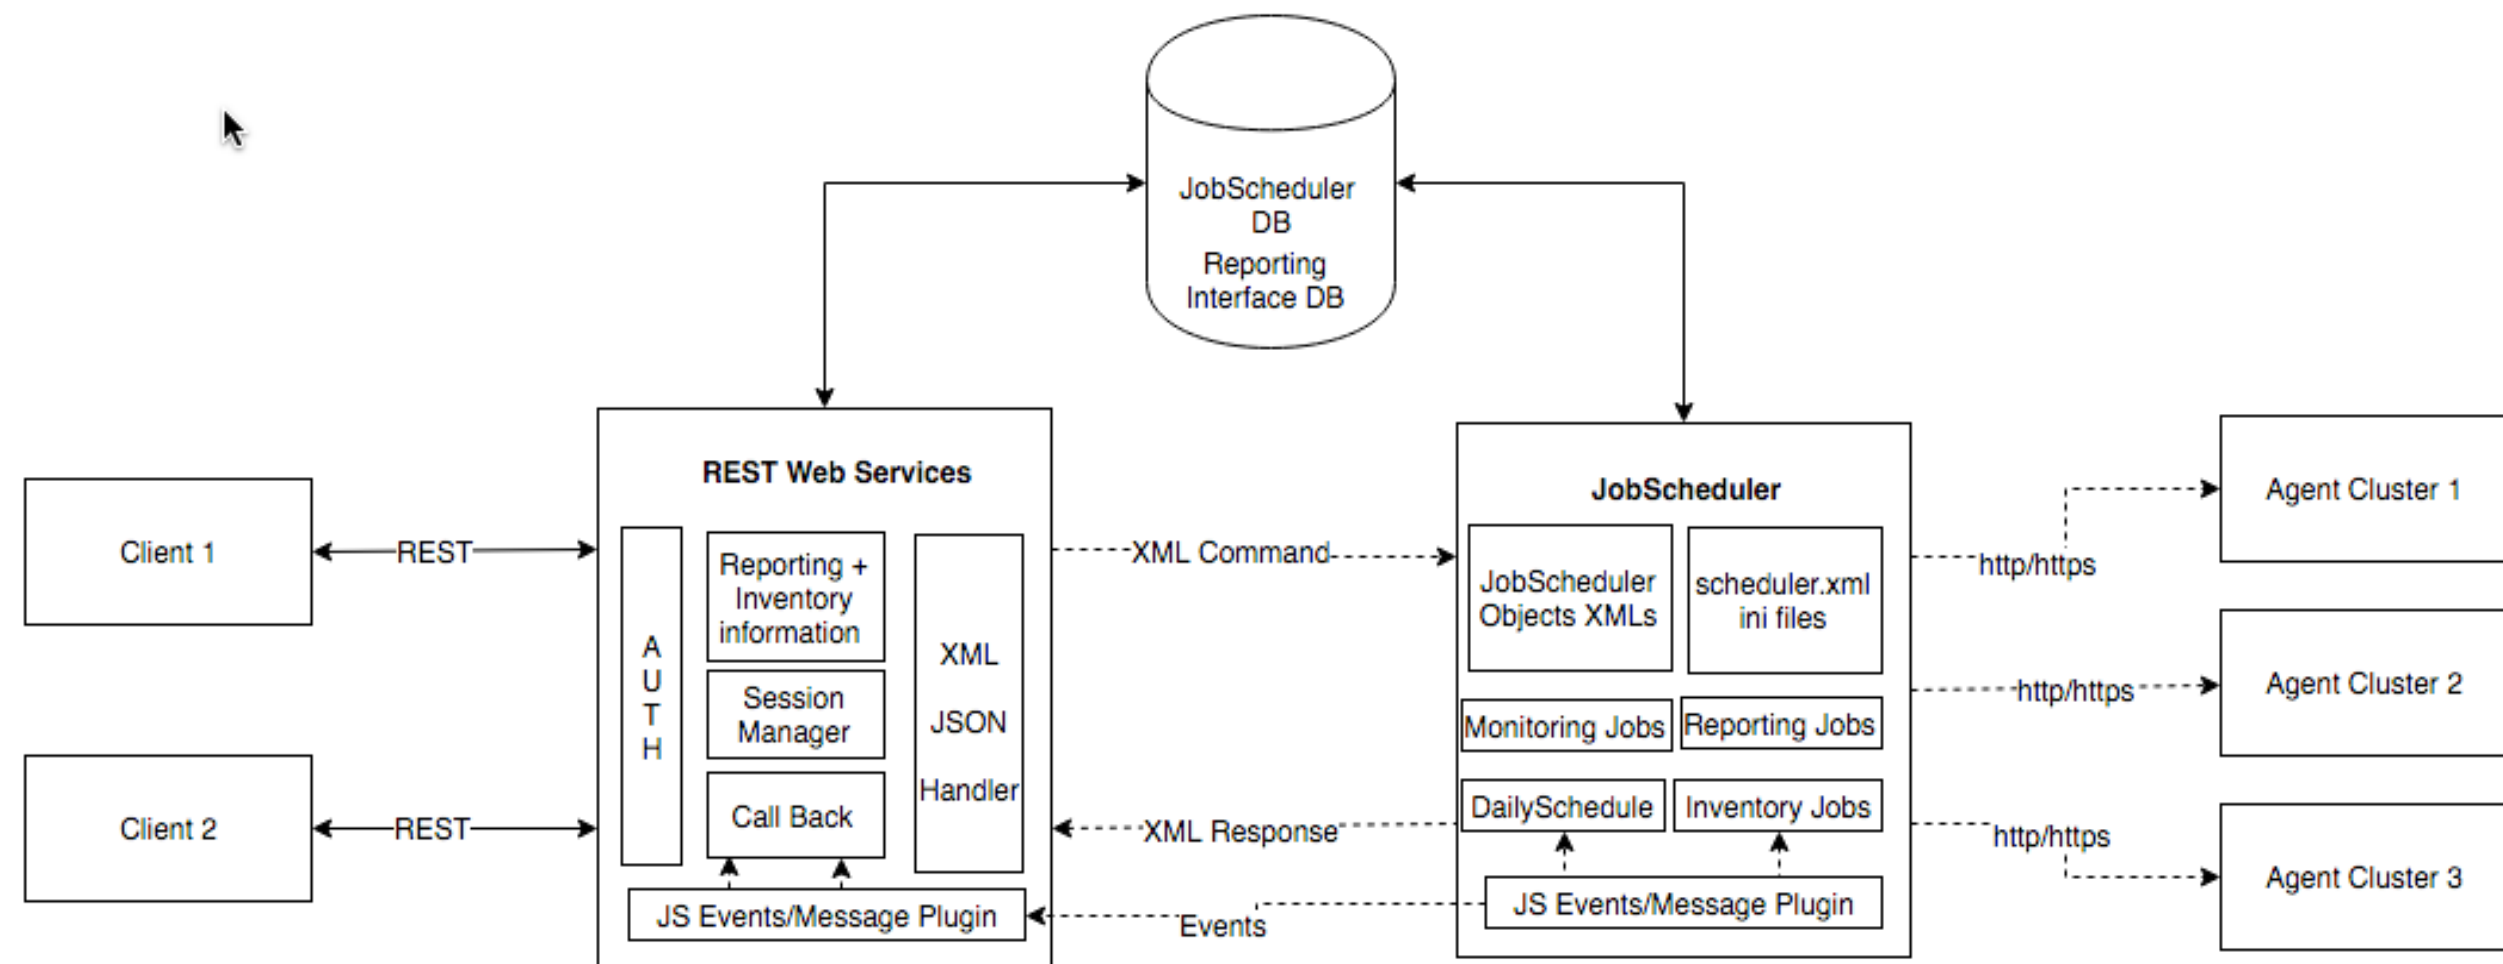 JobScheduler
DB
Reporting
Interface DB
REST Web Services
JobScheduler
Client 1
REST
Client 2
REST
A
U
T
H
Reporting +
Inventory
information
Session
Manager
Call Back
XML
JSON
Handler
JS Events/Message Plugin
XML Command
XML Response
Events
JobScheduler
Objects XMLs
scheduler.xml
ini files
Monitoring Jobs
Reporting Jobs
DailySchedule
Inventory Jobs
JS Events/Message Plugin
http/https
http/https
http/https
Agent Cluster 1
Agent Cluster 2
Agent Cluster 3